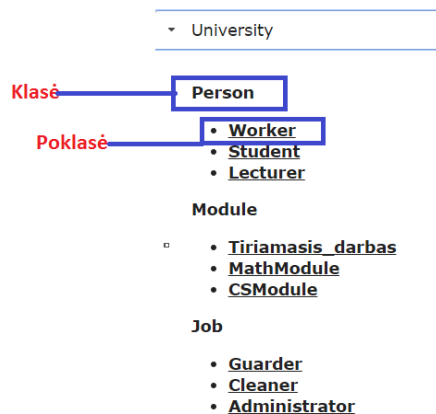 University
Klasė
Person
Poklasė
Worker
Student
Lecturer
Module
Tiriamasis_darbas
MathModule
CSModule
Job
Guarder
Cleaner
Administrator